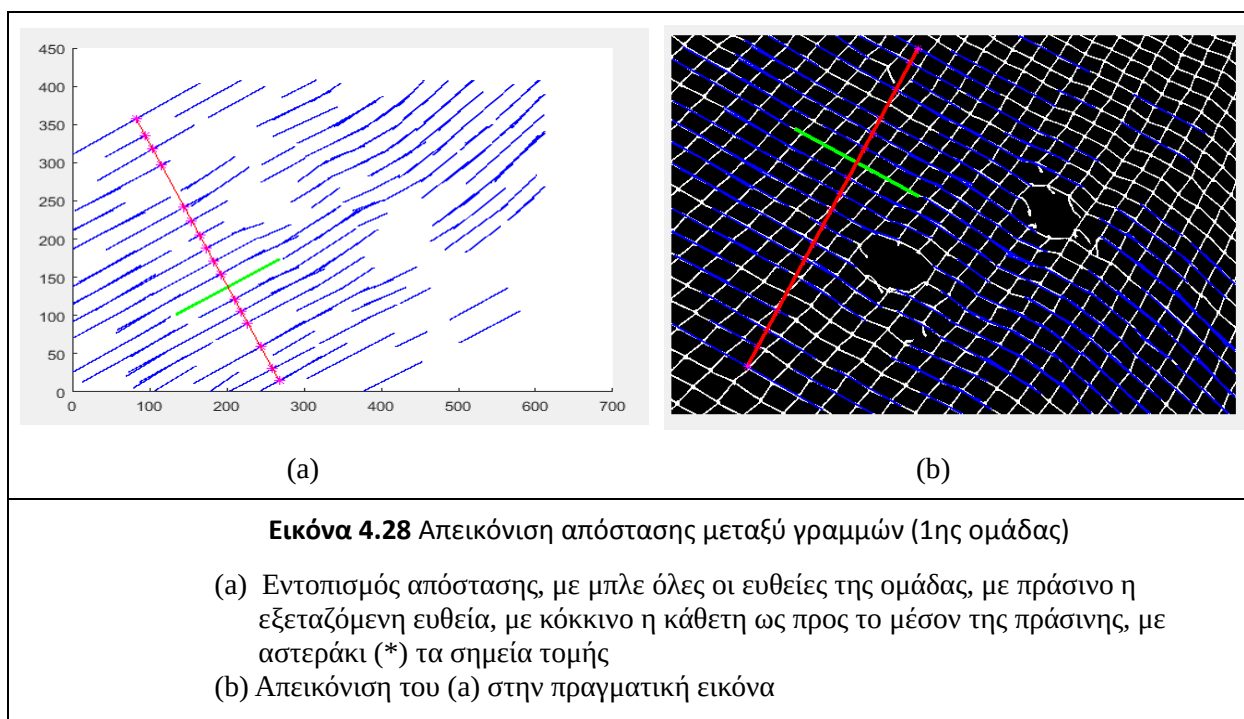 450
400
350
300
250
200
150
100
50
0
0 100 200 300 400 500 600 700
(a) (b)
Εικόνα 4.28 Απεικόνιση απόστασης μεταξύ γραμμών (1ης ομάδας)
(a) Εντοπισμός απόστασης, με μπλε όλες οι ευθείες της ομάδας, με πράσινο η
εξεταζόμενη ευθεία, με κόκκινο η κάθετη ως προς το μέσον της πράσινης, με
αστεράκι (*) τα σημεία τομής
(b) Απεικόνιση του (a) στην πραγματική εικόνα